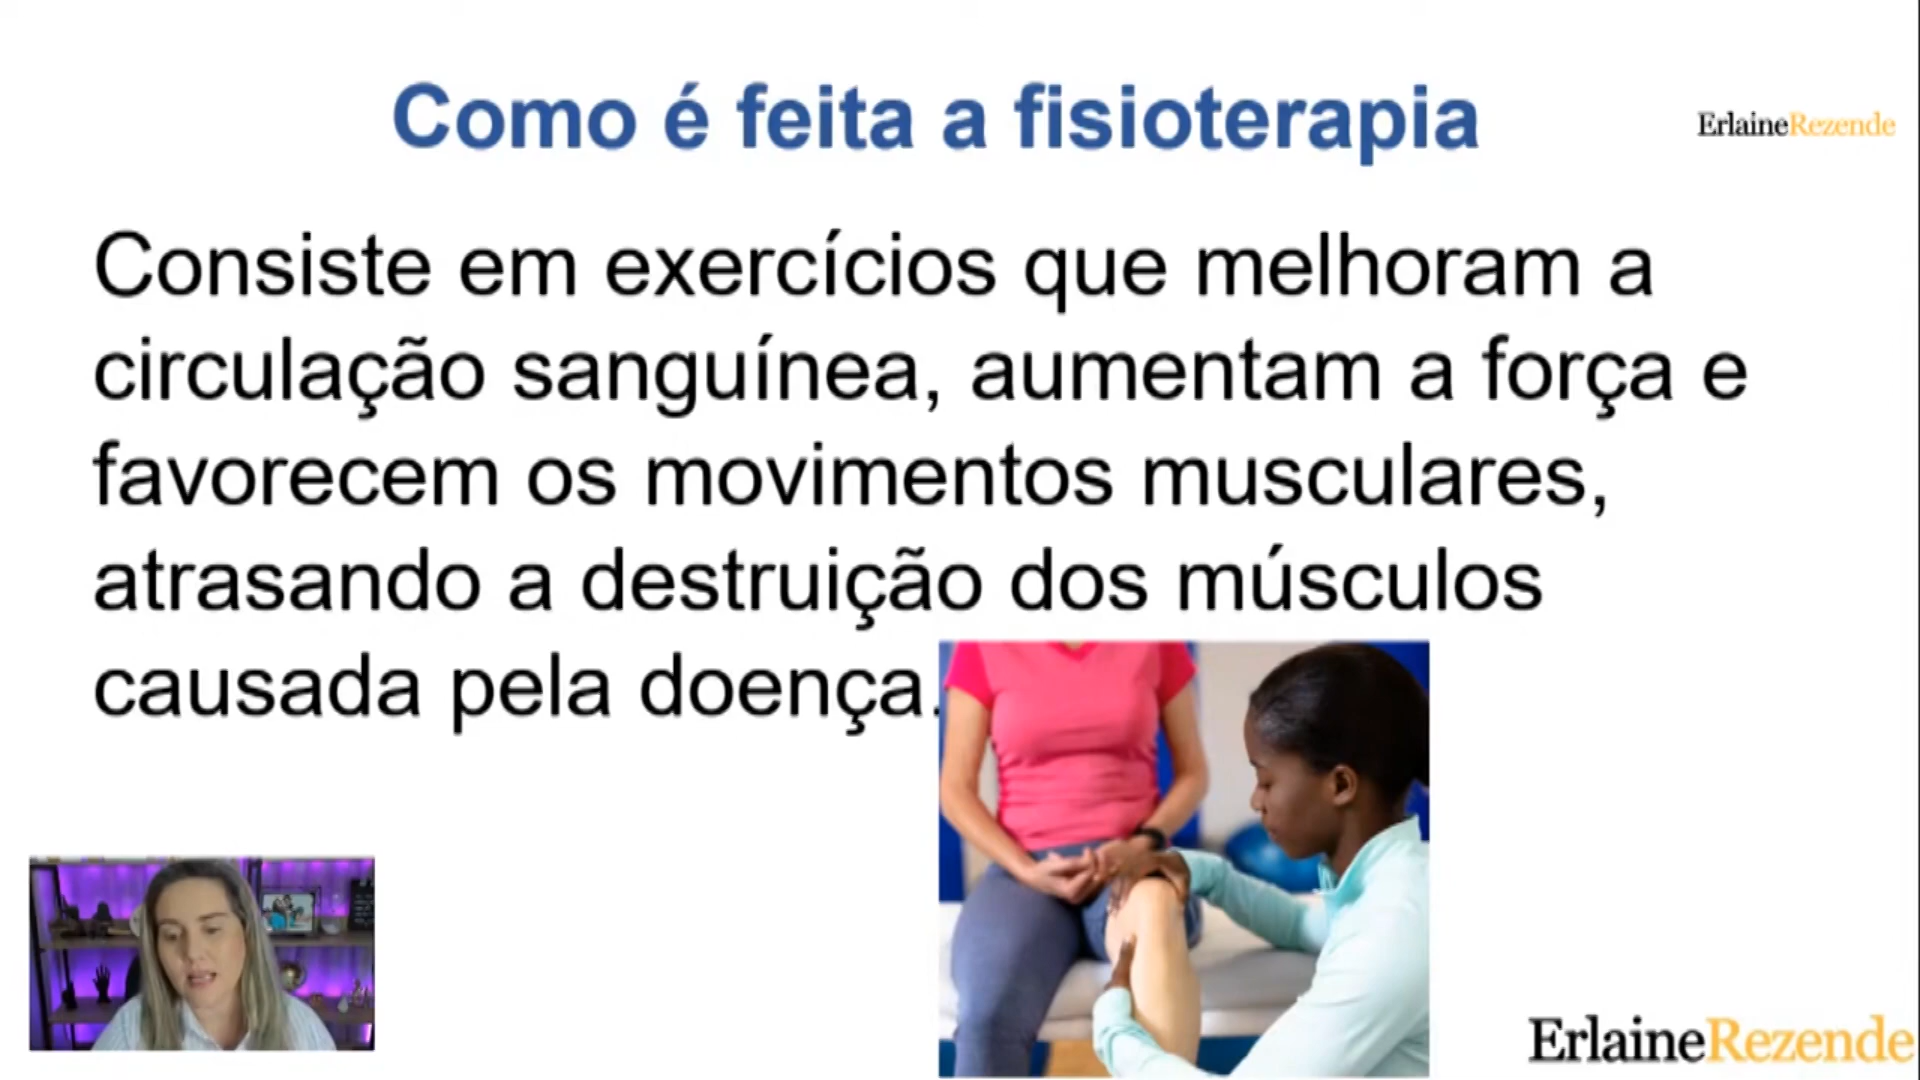 Como é feita a fisioterapia
ErlaineRezende
Consiste em exercícios que melhoram a
circulação sanguínea, aumentam a força e
favorecem os movimentos musculares,
atrasando a destruição dos músculos
causada pela doença.
ErlaineRezende